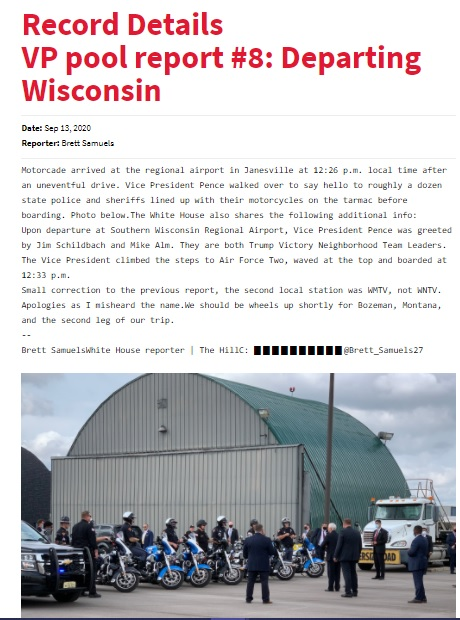 Record Details
VP pool report #8: Departing
Wisconsin
Date: Sep 13, 2020
Reporter: Brett Samuels
Motorcade arrived at the regional airport in Janesville at 12:26 p.m. local time after
an uneventful drive. Vice President Pence walked over to say hello to roughly a dozen
state police and sheriffs lined up with their motorcycles on the tarmac before
boarding. Photo below.The White House also shares the following additional info:
Upon departure at Southern Wisconsin Regional Airport, Vice President Pence was greeted
by Jim Schildbach and Mike Alm. They are both Trump Victory Neighborhood Team Leaders.
The Vice President climbed the steps to Air Force Two, waved at the top and boarded at
12:33 p.m.
Small correction to the previous report, the second local station was WMTV, not WNTV.
Apologies as I misheard the name.We should be wheels up shortly for Bozeman, Montana,
and the second leg of our trip.
--
Brett SamuelsWhite House reporter | The HillC: ██████████@Brett_Samuels27
LOAD